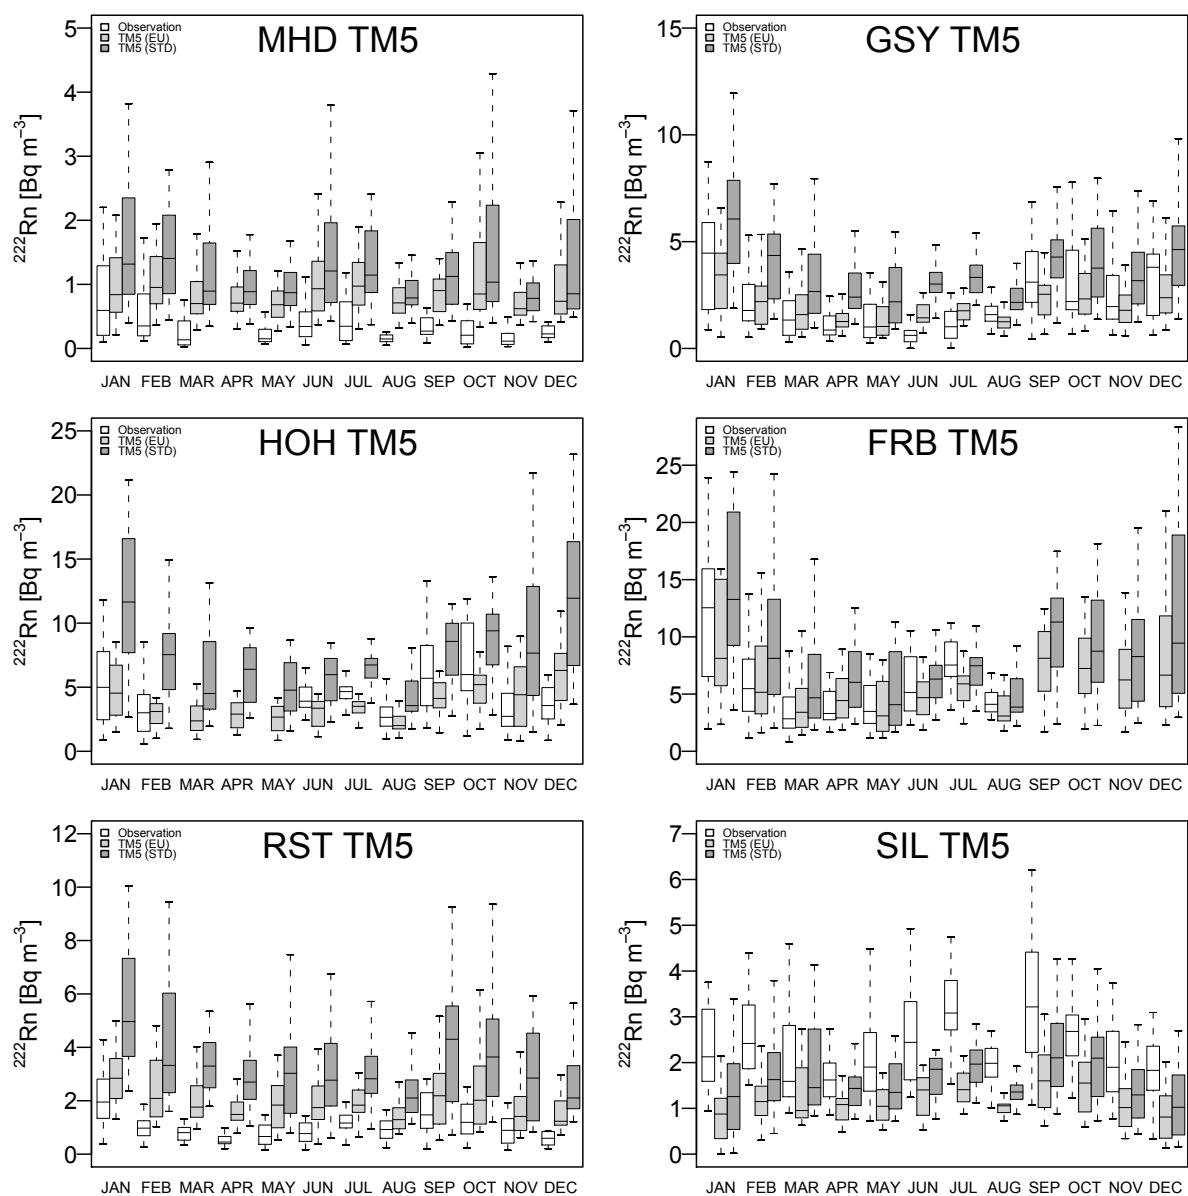 MHD TM5
Observation
TM5 (EU)
TM5 (STD)
222Rn [Bq m−3]
5
4
3
2
1
0
JAN FEB MAR APR MAY JUN JUL AUG SEP OCT NOV DEC
GSY TM5
Observation
TM5 (EU)
TM5 (STD)
222Rn [Bq m−3]
15
10
5
0
JAN FEB MAR APR MAY JUN JUL AUG SEP OCT NOV DEC
HOH TM5
Observation
TM5 (EU)
TM5 (STD)
222Rn [Bq m−3]
25
20
15
10
5
0
JAN FEB MAR APR MAY JUN JUL AUG SEP OCT NOV DEC
FRB TM5
Observation
TM5 (EU)
TM5 (STD)
222Rn [Bq m−3]
25
20
15
10
5
0
JAN FEB MAR APR MAY JUN JUL AUG SEP OCT NOV DEC
RST TM5
Observation
TM5 (EU)
TM5 (STD)
222Rn [Bq m−3]
12
10
8
6
4
2
0
JAN FEB MAR APR MAY JUN JUL AUG SEP OCT NOV DEC
SIL TM5
Observation
TM5 (EU)
TM5 (STD)
222Rn [Bq m−3]
7
6
5
4
3
2
1
0
JAN FEB MAR APR MAY JUN JUL AUG SEP OCT NOV DEC